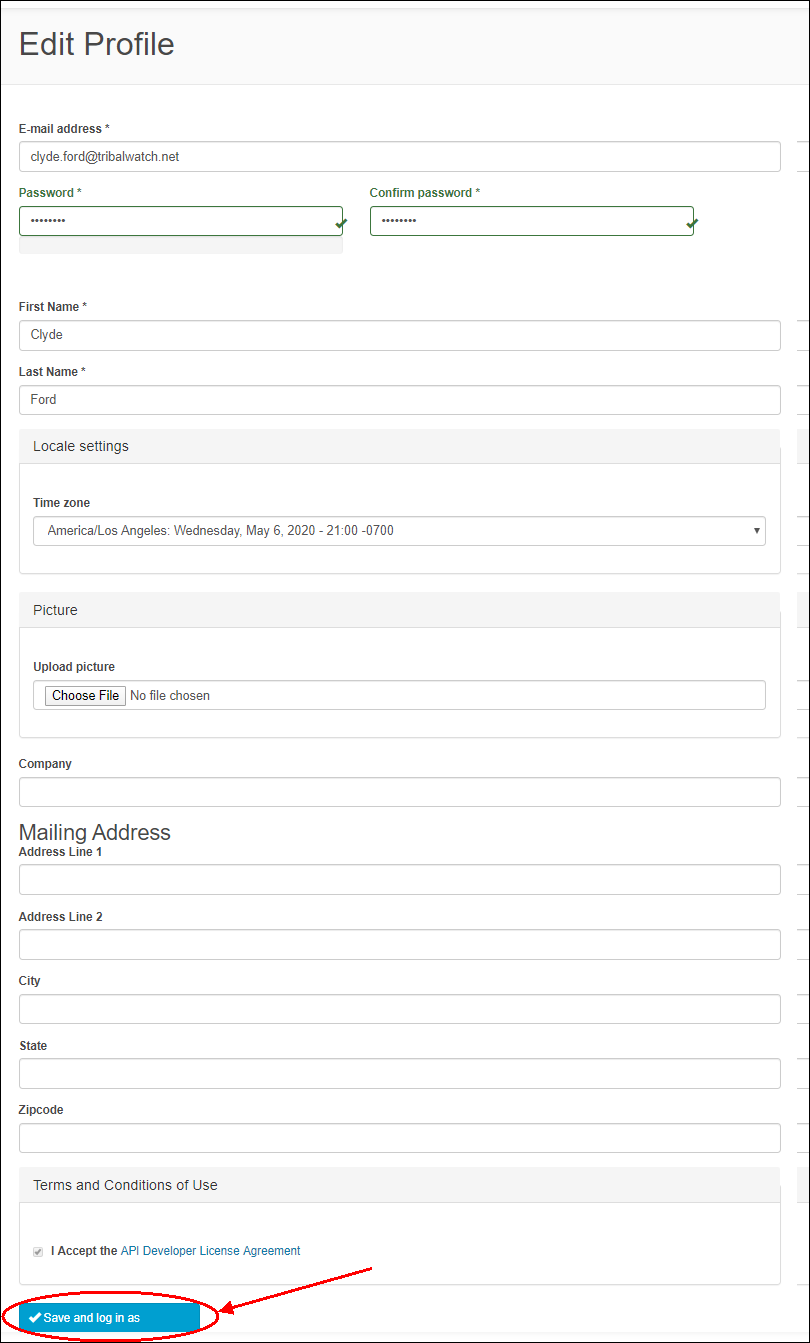 Edit Profile
E-mail address *
clyde.ford@tribalwatch.net
Password * Confirm password *
•••••••• ••••••••
First Name *
Clyde
Last Name *
Ford
Locale settings
Time zone
America/Los Angeles: Wednesday, May 6, 2020 - 21:00 -0700
Picture
Upload picture
Choose File No file chosen
Company
Mailing Address
Address Line 1
Address Line 2
City
State
Zipcode
Terms and Conditions of Use
I Accept the API Developer License Agreement
Save and log in as